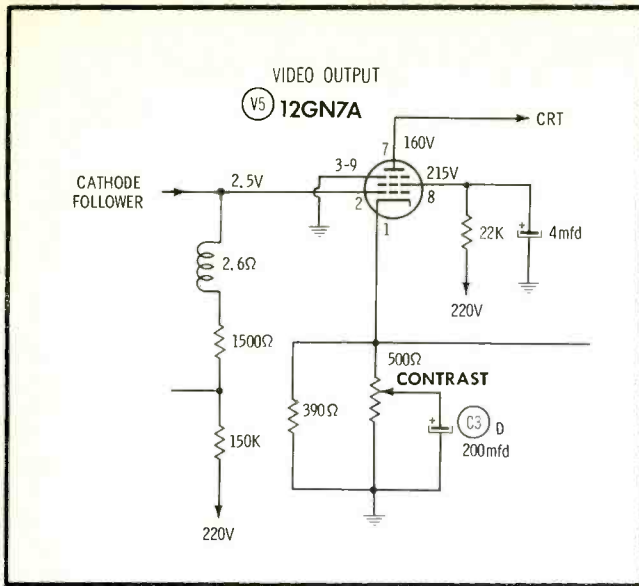 VIDEO OUTPUT
V5 12GN7A
CRT
7
160V
3-9
215V
CATHODE
FOLLOWER
2.5V
2
8
1
2.6Ω
22K
+
4mfd
220V
1500Ω
500Ω
CONTRAST
390Ω
+
C3 D
200mfd
150K
220V